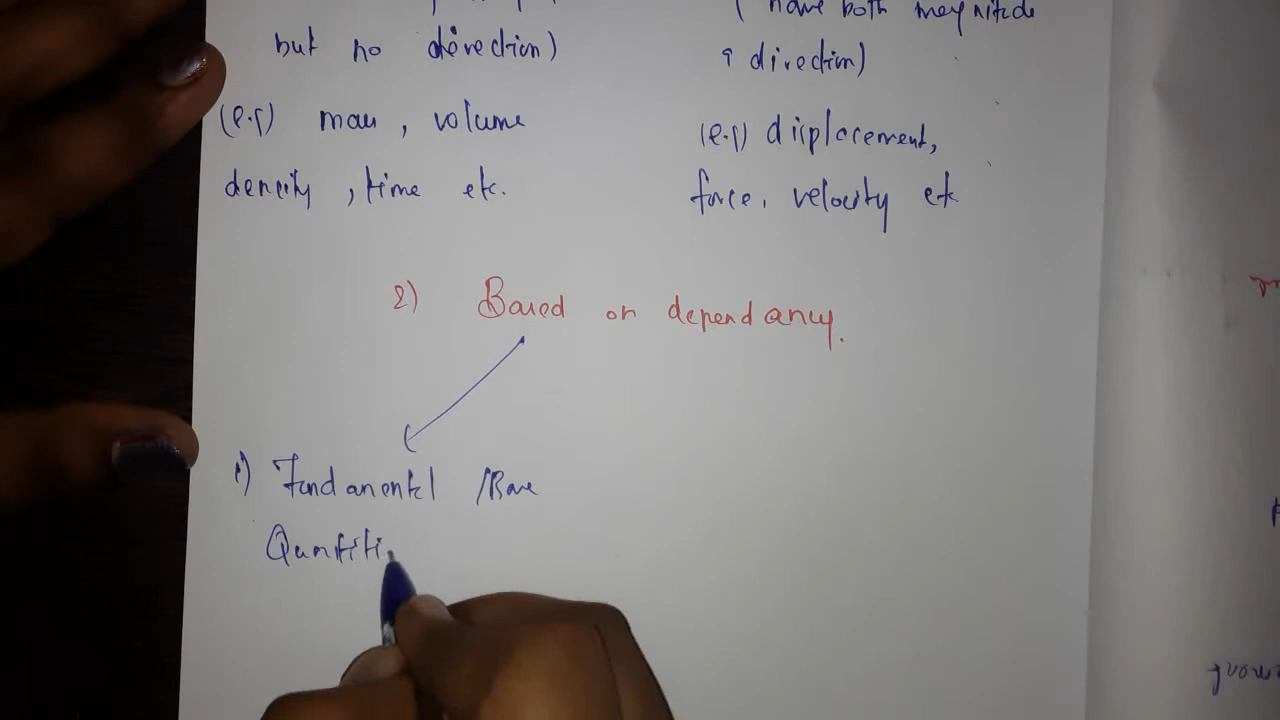 but no direction)
(e.g) mass, volume
density, time etc.
(have both magnitude
& direction)
(e.g) displacement,
force, velocity etc
2) Based on dependancy.
1) Fundamental /Base
Quantiti